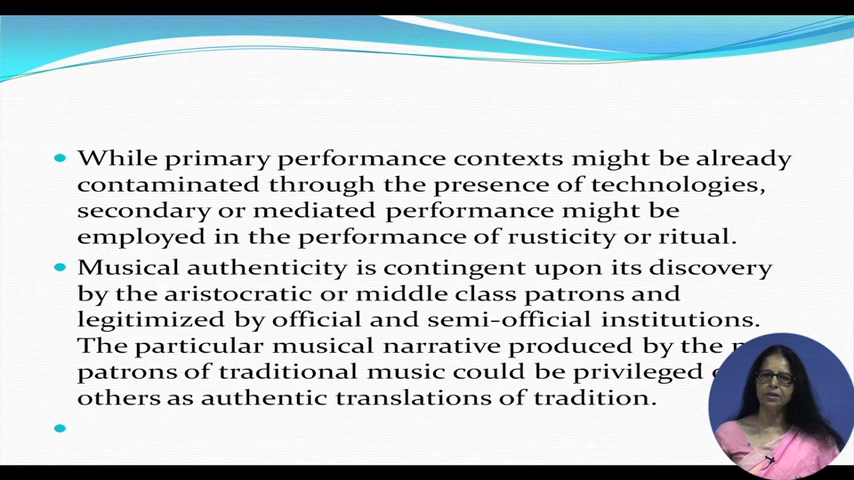 While primary performance contexts might be already
contaminated through the presence of technologies,
secondary or mediated performance might be
employed in the performance of rusticity or ritual.
Musical authenticity is contingent upon its discovery
by the aristocratic or middle class patrons and
legitimized by official and semi-official institutions.
The particular musical narrative produced by the
patrons of traditional music could be privileged
others as authentic translations of tradition.